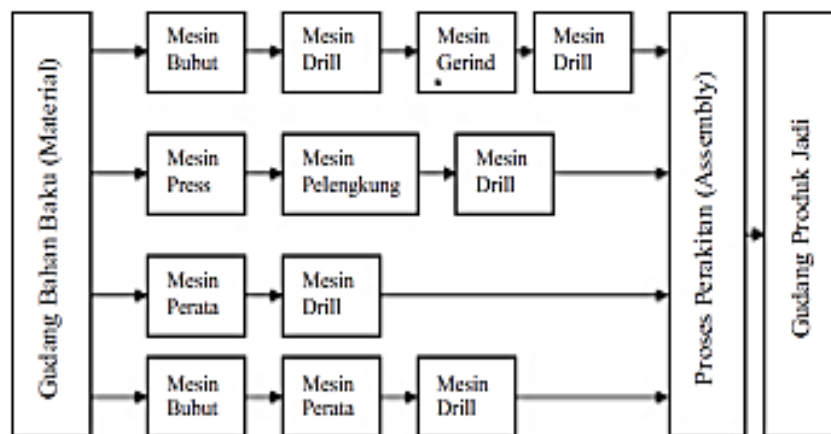 Gudang Bahan Baku (Material)
Mesin
Bubut
Mesin
Drill
Mesin
Gerind
Mesin
Drill
Mesin
Press
Mesin
Pelengkung
Mesin
Drill
Mesin
Perata
Mesin
Drill
Mesin
Bubut
Mesin
Perata
Mesin
Drill
Proses Perakitan (Assembly)
Gudang Produk Jadi